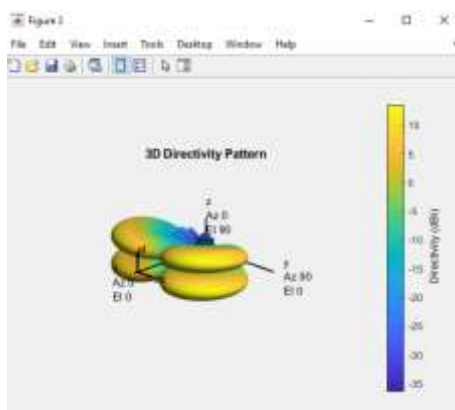 Figure 1
File Edit View Insert Tools Desktop Window Help
3D Directivity Pattern
z
Az 0
El 90
y
Az 90
El 0
Az 0
El 0
10
5
0
-5
-10
-15
-20
-25
-30
-35
Directivity (dBi)